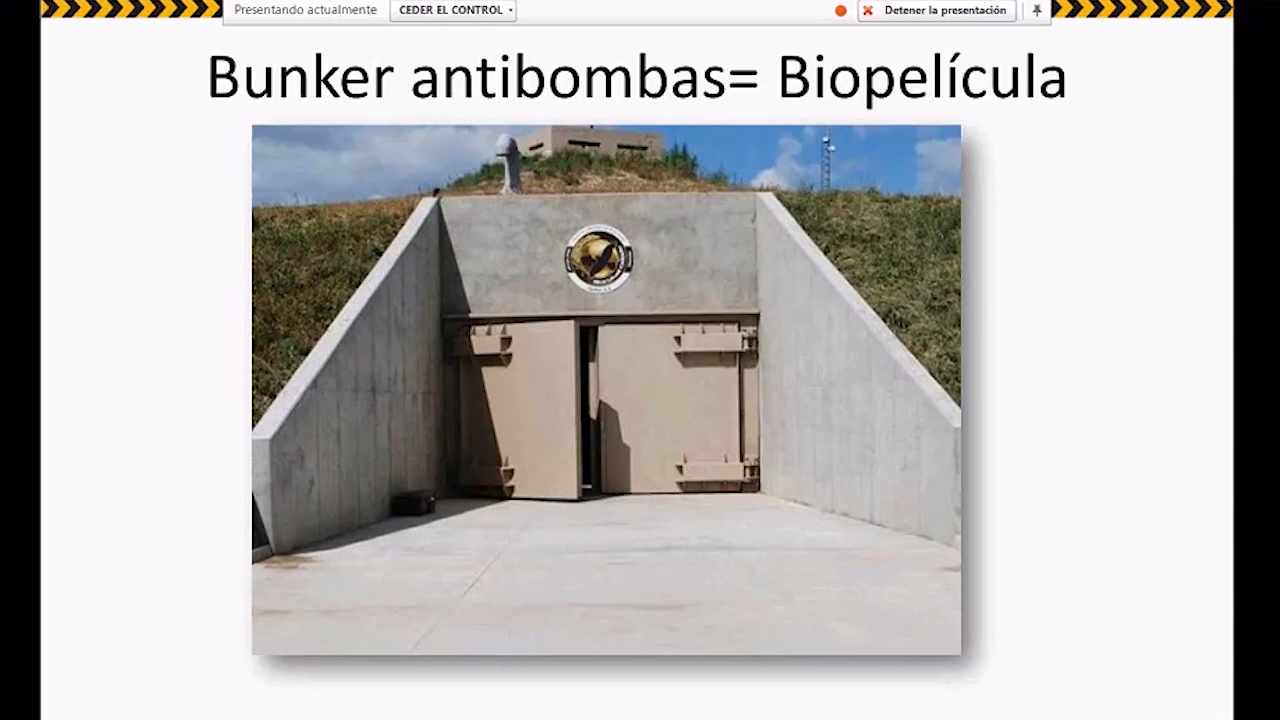 Presentando actualmente
CEDER EL CONTROL
Detener la presentación
Bunker antibombas= Biopelícula